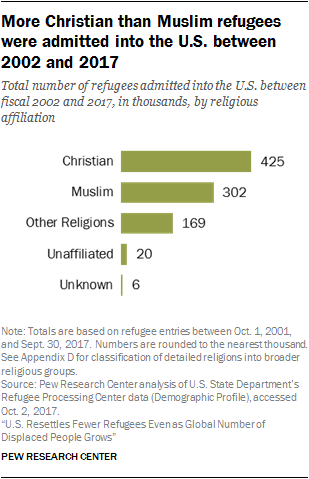 More Christian than Muslim refugees
were admitted into the U.S. between
2002 and 2017
Total number of refugees admitted into the U.S. between
fiscal 2002 and 2017, in thousands, by religious
affiliation
Christian 425
Muslim 302
Other Religions 169
Unaffiliated 20
Unknown 6
Note: Totals are based on refugee entries between Oct. 1, 2001,
and Sept. 30, 2017. Numbers are rounded to the nearest thousand.
See Appendix D for classification of detailed religions into broader
religious groups.
Source: Pew Research Center analysis of U.S. State Department's
Refugee Processing Center data (Demographic Profile), accessed
Oct. 2, 2017.
“U.S. Resettles Fewer Refugees Even as Global Number of
Displaced People Grows”
PEW RESEARCH CENTER